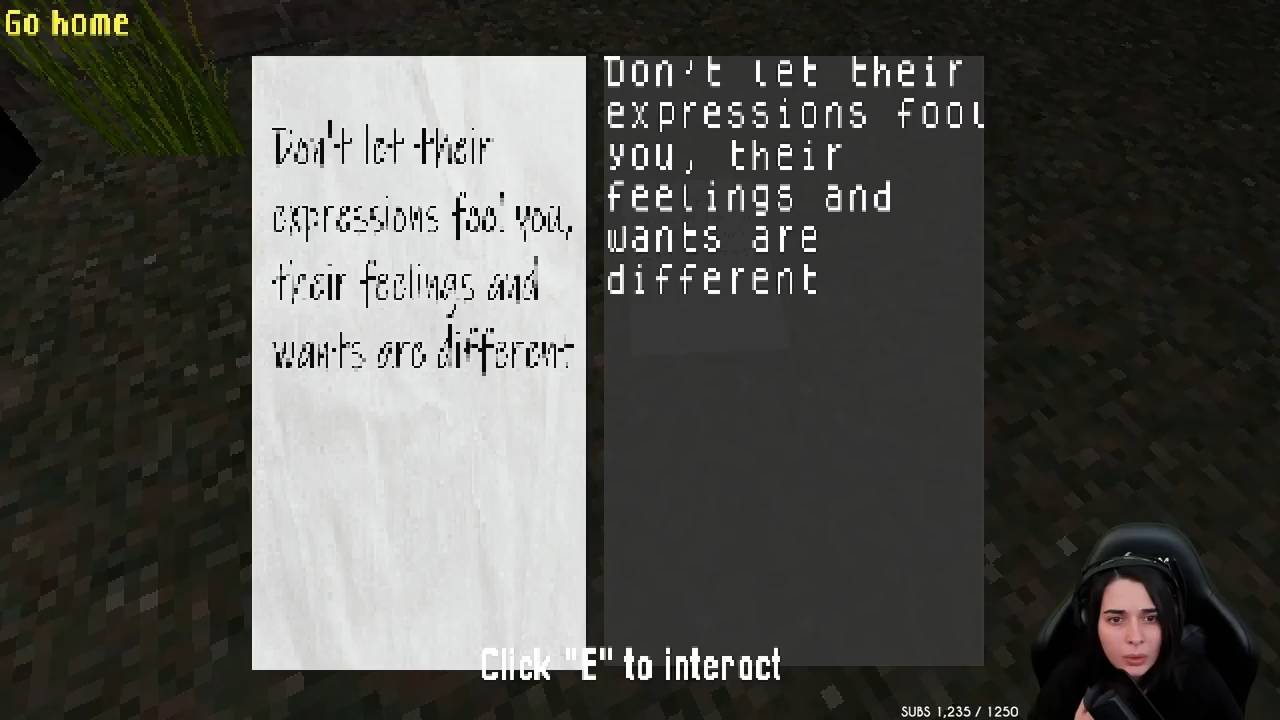 Go home
Don't let their
expressions fool you,
their feelings and
wants are different
Don't let their
expressions fool
you, their
feelings and
wants are
different
Click "E" to interact
SUBS 1,235 / 1250